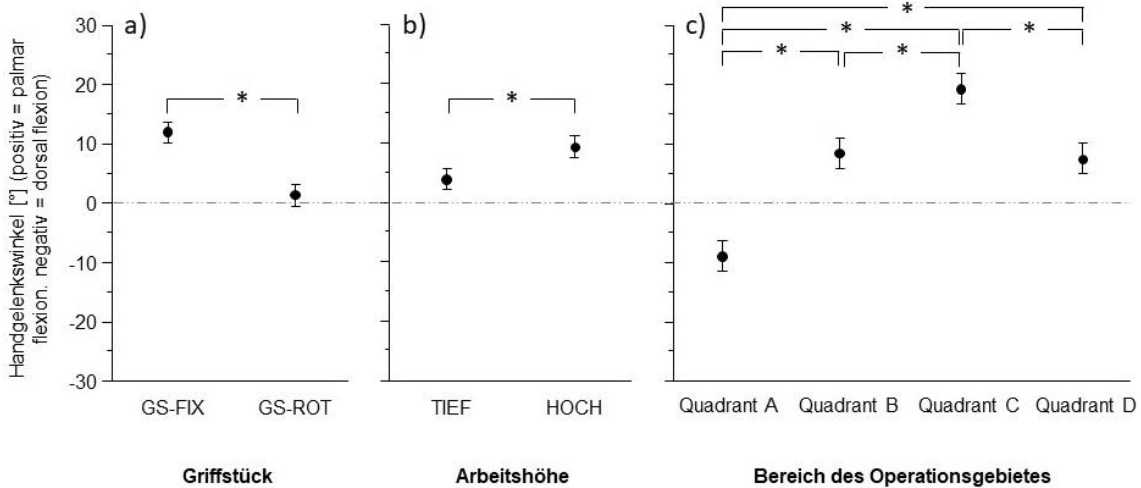 Handgelenkswinkel [°] (positiv = palmar
flexion. negativ = dorsal flexion)
30
20
10
0
-10
-20
-30
a)
*
GS-FIX GS-ROT
Griffstück
b)
*
TIEF HOCH
Arbeitshöhe
c)
*
* *
* *
Quadrant A Quadrant B Quadrant C Quadrant D
Bereich des Operationsgebietes